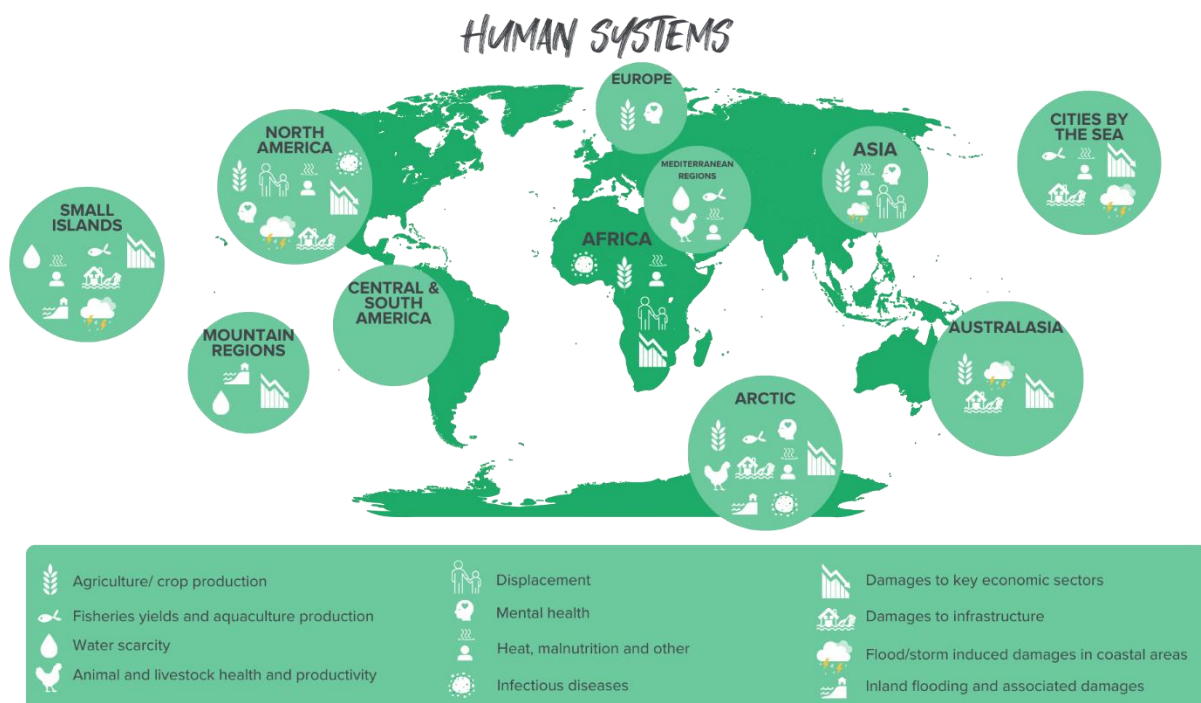 HUMAN SYSTEMS
EUROPE
NORTH
AMERICA
CITIES BY
THE SEA
ASIA
MEDITERRANEAN
REGIONS
SMALL
ISLANDS
AFRICA
CENTRAL &
SOUTH
AMERICA
MOUNTAIN
REGIONS
AUSTRALASIA
ARCTIC
Agriculture/ crop production
Fisheries yields and aquaculture production
Water scarcity
Animal and livestock health and productivity
Displacement
Mental health
Heat, malnutrition and other
Infectious diseases
Damages to key economic sectors
Damages to infrastructure
Flood/storm induced damages in coastal areas
Inland flooding and associated damages